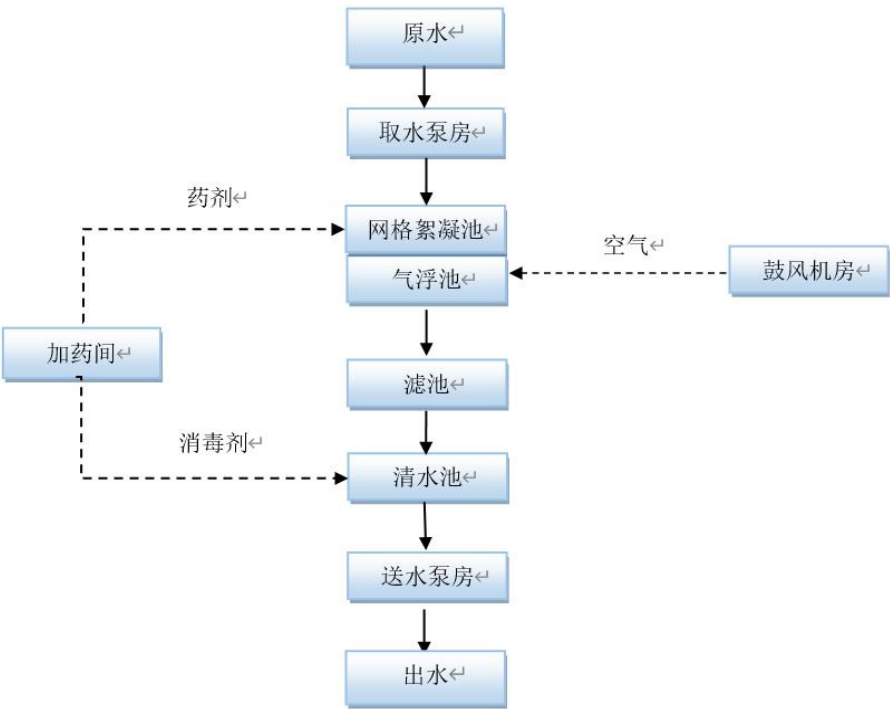 原水
取水泵房
药剂
网格絮凝池
空气
气浮池
鼓风机房
加药间
滤池
消毒剂
清水池
送水泵房
出水